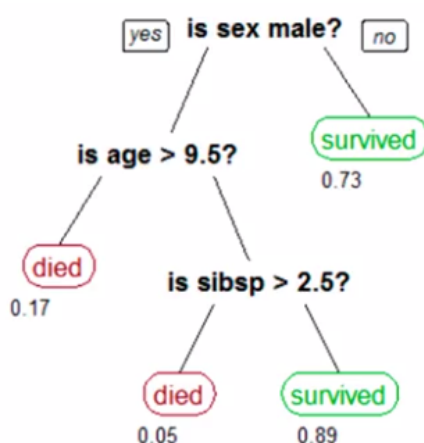 yes is sex male? no
survived
is age > 9.5?
0.73
died
is sibsp > 2.5?
0.17
died survived
0.05 0.89